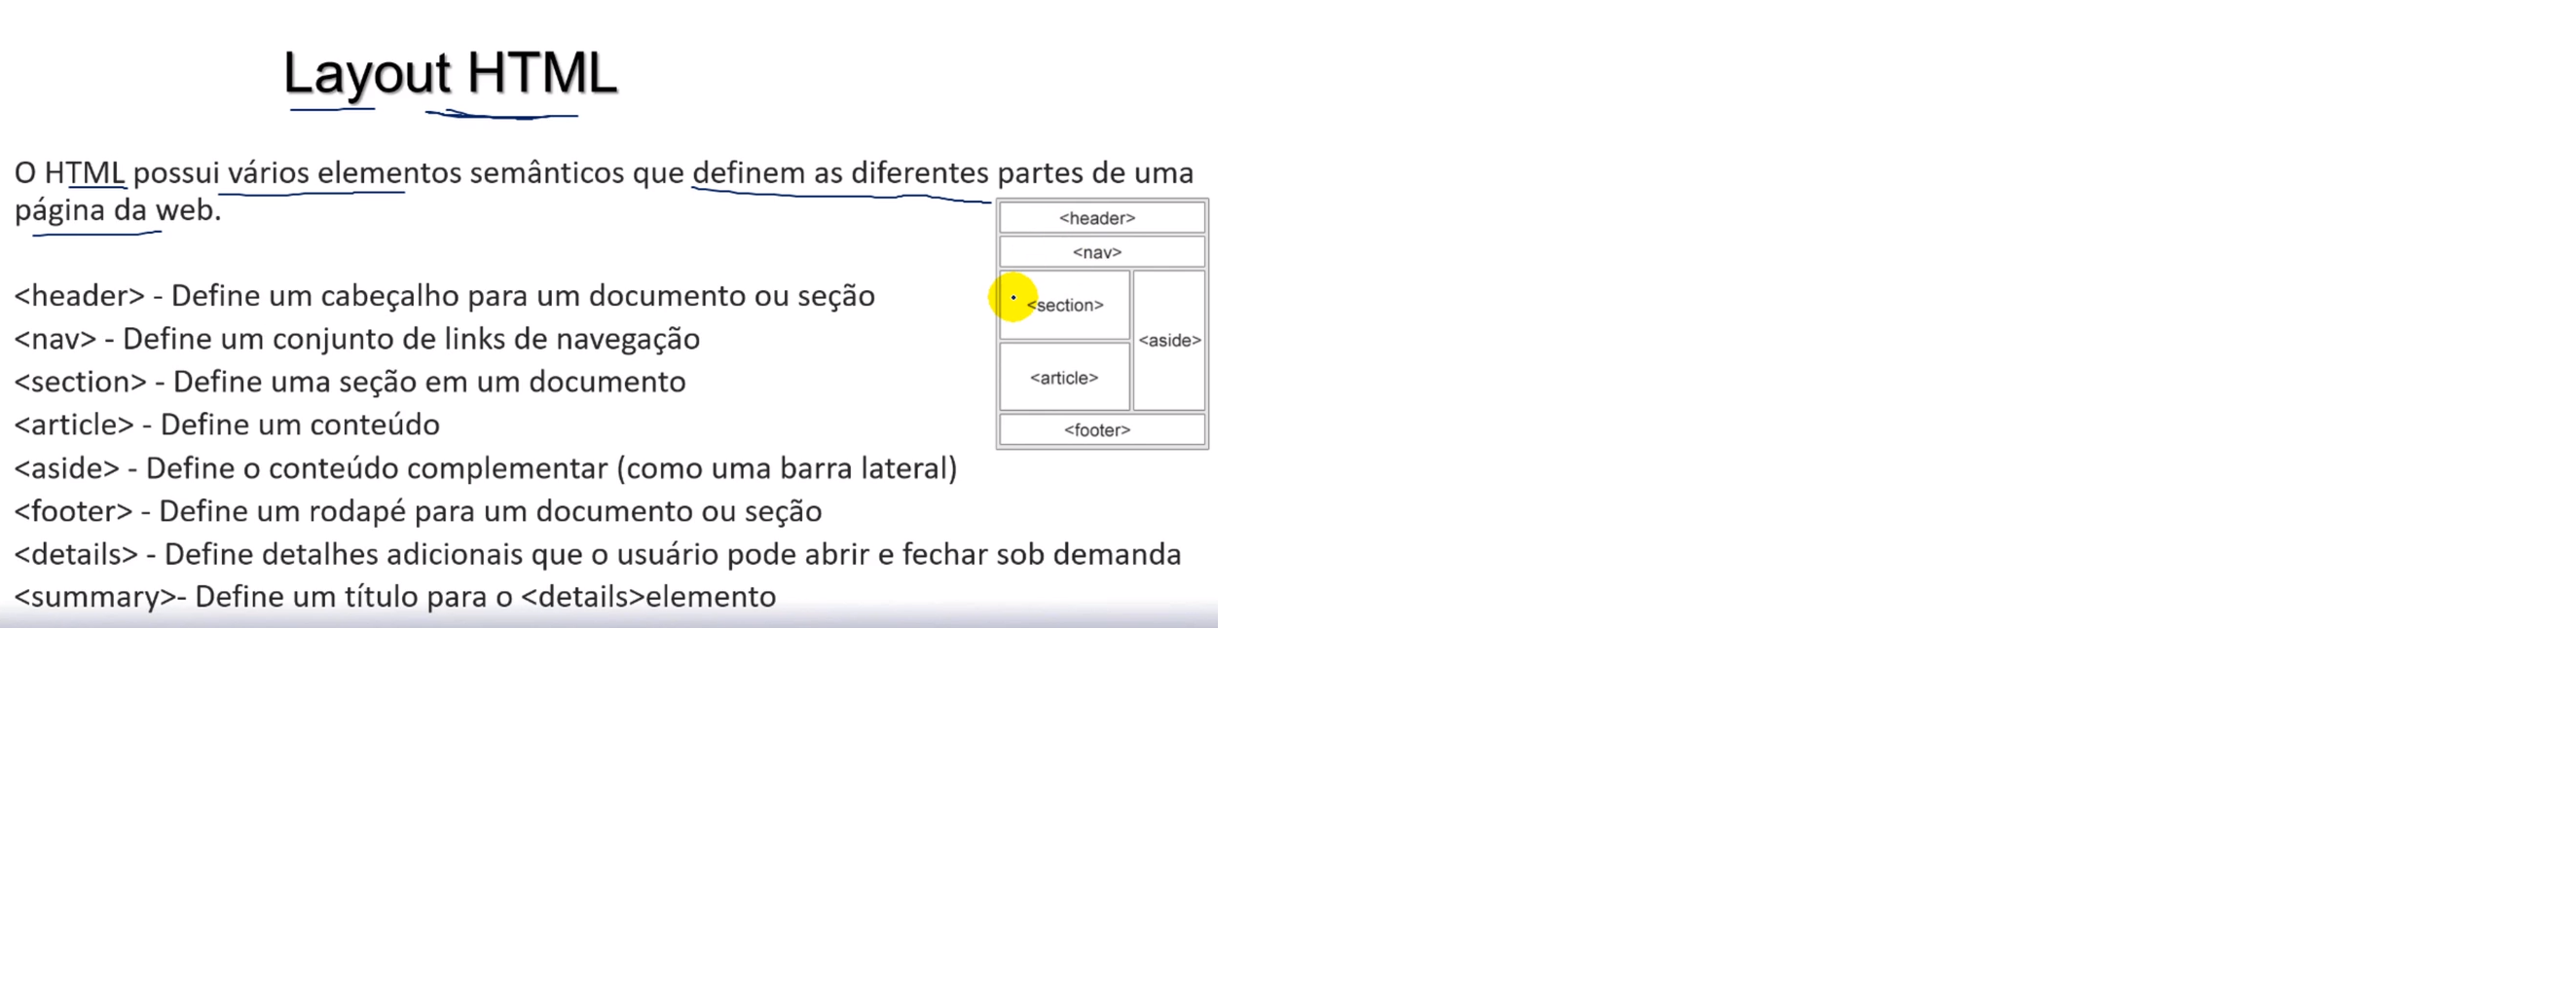 Layout HTML
O HTML possui vários elementos semânticos que definem as diferentes partes de uma
página da web.
<header>
<nav>
<section>
<aside>
<article>
<footer>
<header> - Define um cabeçalho para um documento ou seção
<nav> - Define um conjunto de links de navegação
<section> - Define uma seção em um documento
<article> - Define um conteúdo
<aside> - Define o conteúdo complementar (como uma barra lateral)
<footer> - Define um rodapé para um documento ou seção
<details> - Define detalhes adicionais que o usuário pode abrir e fechar sob demanda
<summary>- Define um título para o <details>elemento